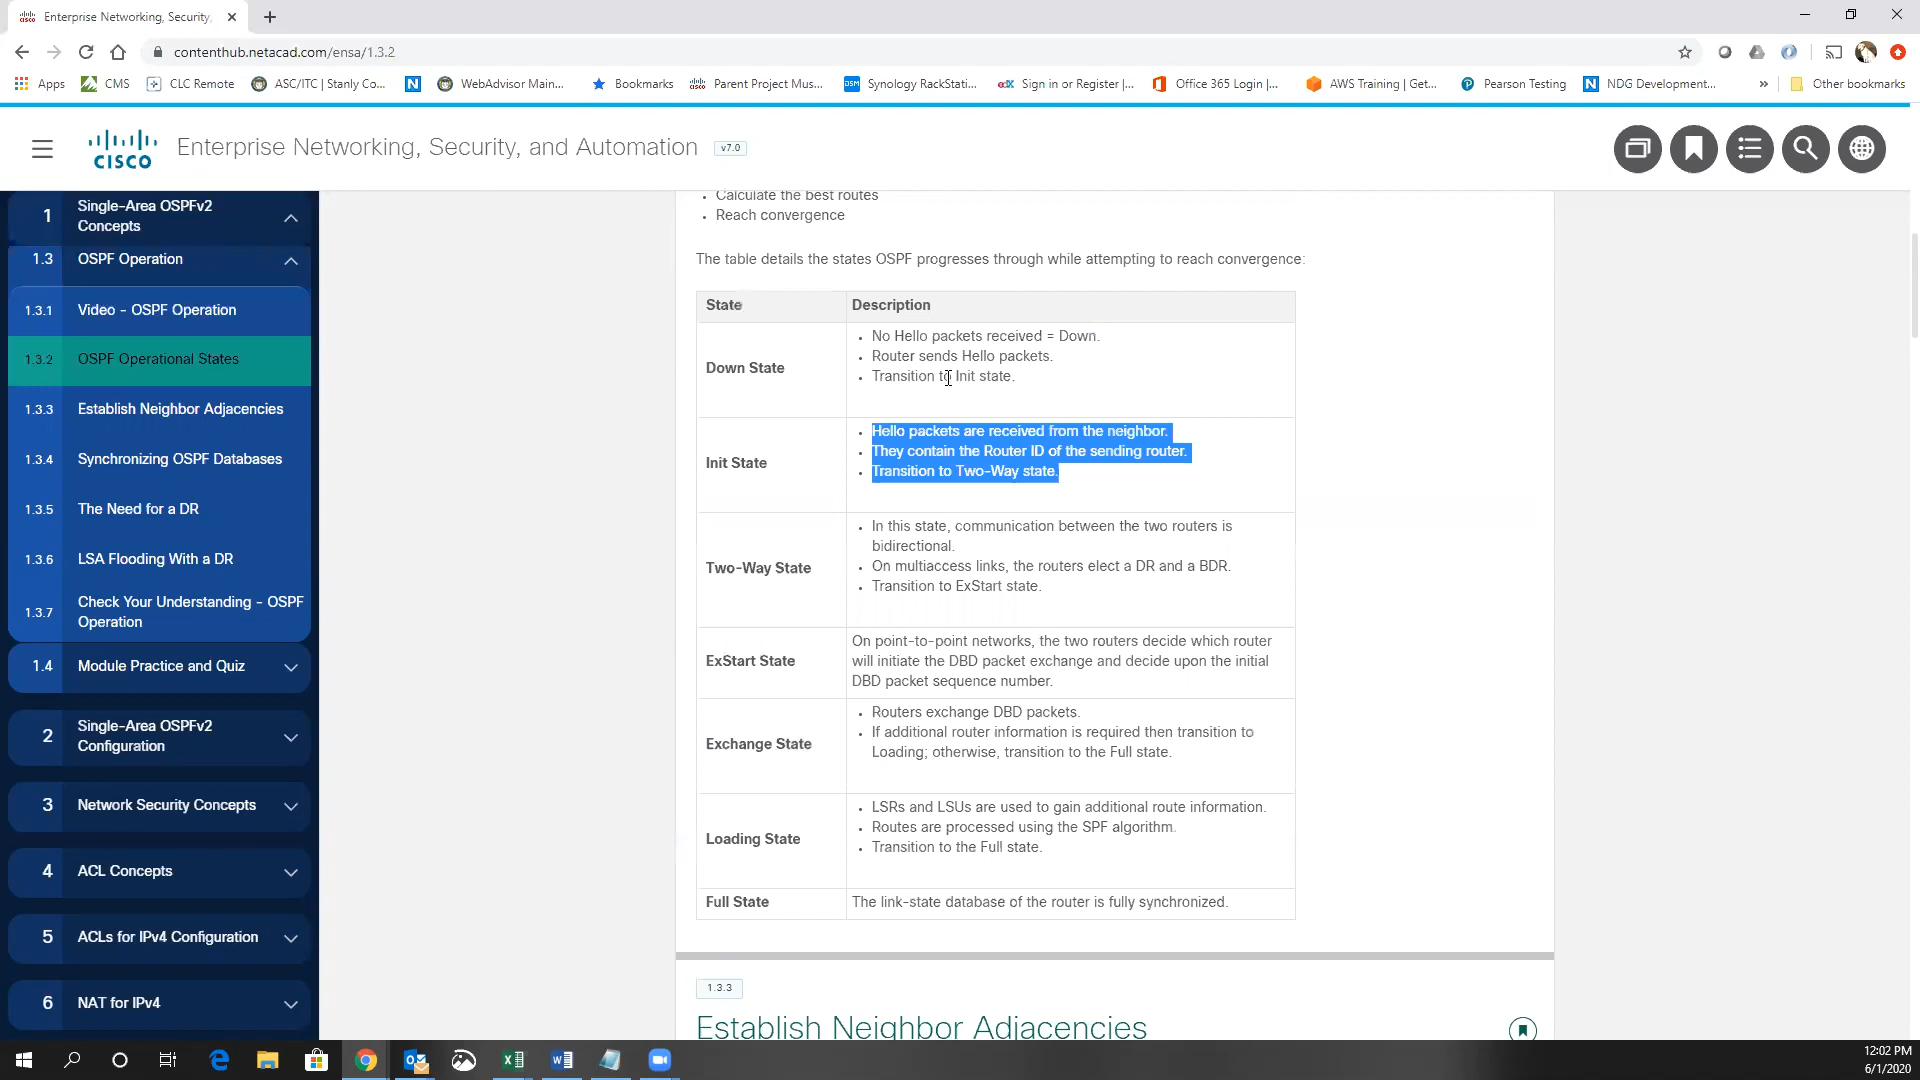 Enterprise Networking, Security,
contenthub.netacad.com/ensa/1.3.2
Apps
CMS
CLC Remote
ASC/ITC | Stanly Co...
WebAdvisor Main...
Bookmarks
Parent Project Mus...
DSM
Synology RackStati...
edX
Sign in or Register |...
Office 365 Login |...
AWS Training | Get...
Pearson Testing
NDG Development...
»
Other bookmarks
CISCO
Enterprise Networking, Security, and Automation
v7.0
1
Single-Area OSPFv2
Concepts
1.3 OSPF Operation
1.3.1 Video - OSPF Operation
1.3.2 OSPF Operational States
1.3.3 Establish Neighbor Adjacencies
1.3.4 Synchronizing OSPF Databases
1.3.5 The Need for a DR
1.3.6 LSA Flooding With a DR
1.3.7
Check Your Understanding - OSPF
Operation
1.4 Module Practice and Quiz
2
Single-Area OSPFv2
Configuration
3 Network Security Concepts
4 ACL Concepts
5 ACLs for IPv4 Configuration
6 NAT for IPv4
• Calculate the best routes
• Reach convergence
The table details the states OSPF progresses through while attempting to reach convergence:
State Description
Down State
• No Hello packets received = Down.
• Router sends Hello packets.
• Transition to Init state.
Init State
• Hello packets are received from the neighbor.
• They contain the Router ID of the sending router.
• Transition to Two-Way state.
Two-Way State
• In this state, communication between the two routers is
bidirectional.
• On multiaccess links, the routers elect a DR and a BDR.
• Transition to ExStart state.
ExStart State
On point-to-point networks, the two routers decide which router
will initiate the DBD packet exchange and decide upon the initial
DBD packet sequence number.
Exchange State
• Routers exchange DBD packets.
• If additional router information is required then transition to
Loading; otherwise, transition to the Full state.
Loading State
• LSRs and LSUs are used to gain additional route information.
• Routes are processed using the SPF algorithm.
• Transition to the Full state.
Full State The link-state database of the router is fully synchronized.
1.3.3
Establish Neighbor Adjacencies
12:02 PM
6/1/2020